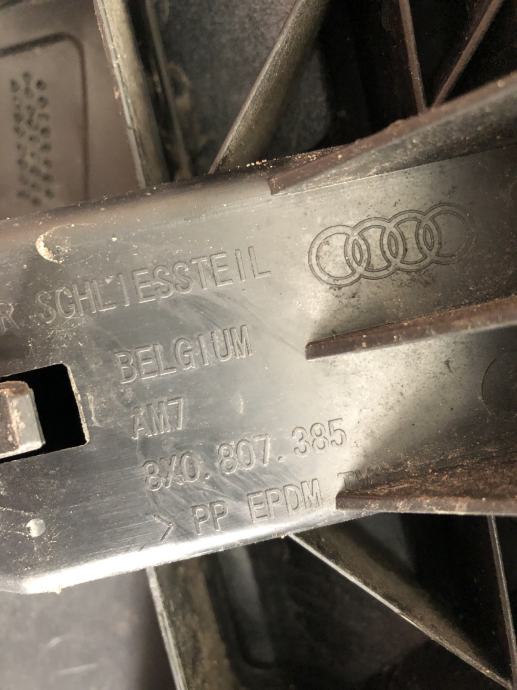 R SCHLIESSTEIL
BELGIUM
AM7
8X0.807.385
> PP EPDM